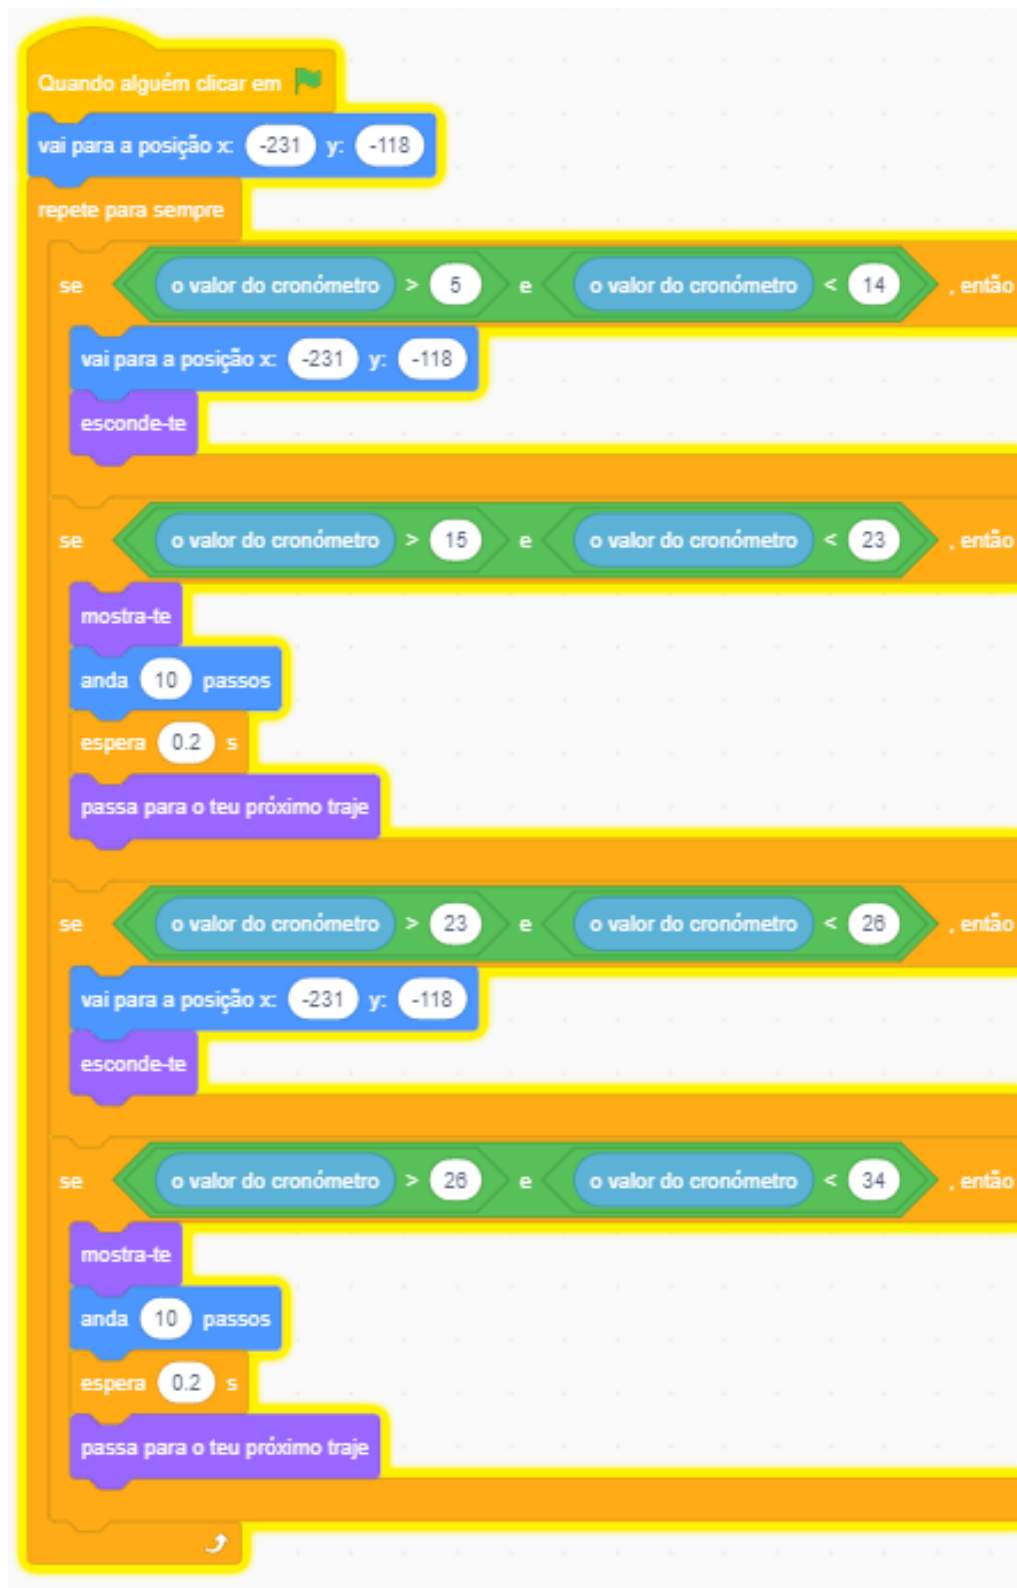 Quando alguém clicar em
vai para a posição x: -231 y: -118
repete para sempre
se o valor do cronómetro > 5 e o valor do cronómetro < 14 , então
vai para a posição x: -231 y: -118
esconde-te
se o valor do cronómetro > 15 e o valor do cronómetro < 23 , então
mostra-te
anda 10 passos
espera 0.2 s
passa para o teu próximo traje
se o valor do cronómetro > 23 e o valor do cronómetro < 26 , então
vai para a posição x: -231 y: -118
esconde-te
se o valor do cronómetro > 26 e o valor do cronómetro < 34 , então
mostra-te
anda 10 passos
espera 0.2 s
passa para o teu próximo traje